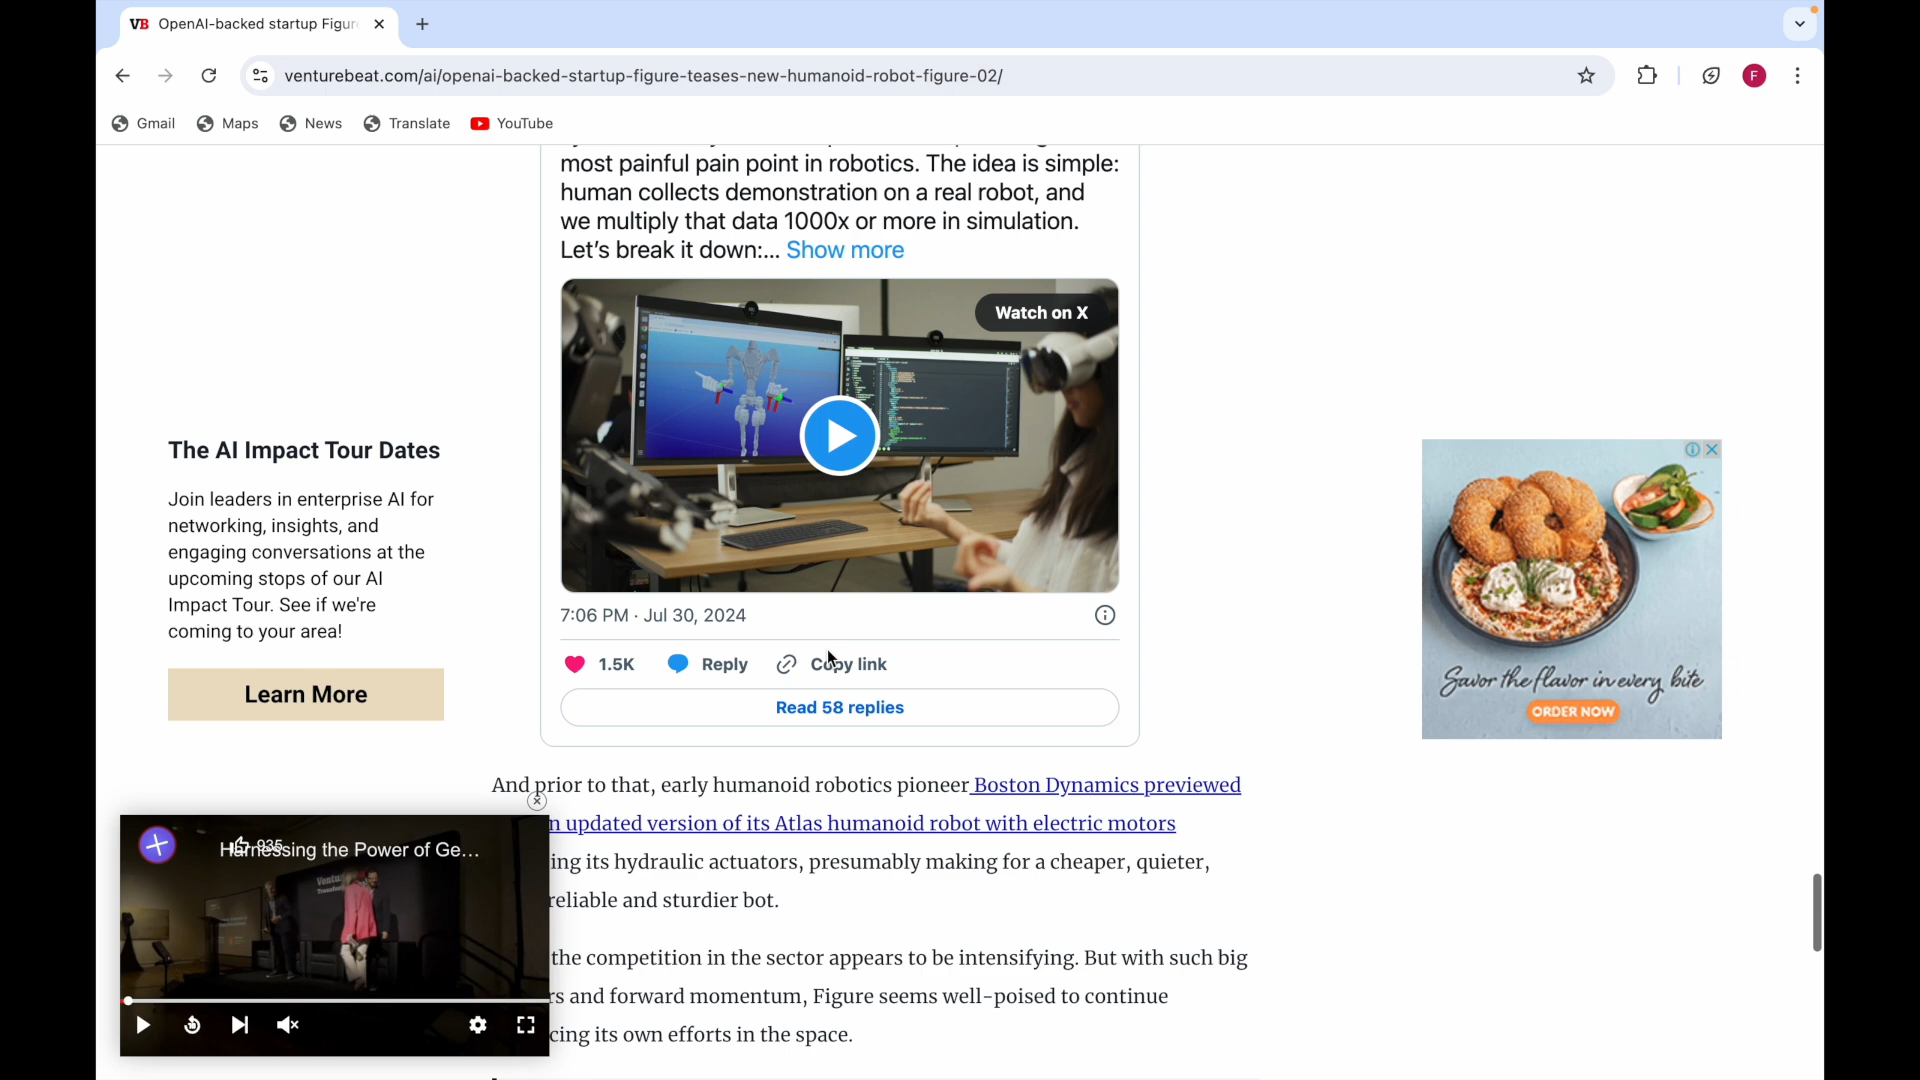 VB OpenAI-backed startup Figur
venturebeat.com/ai/openai-backed-startup-figure-teases-new-humanoid-robot-figure-02/
F
Gmail
Maps
News
Translate
YouTube
most painful pain point in robotics. The idea is simple:
human collects demonstration on a real robot, and
we multiply that data 1000x or more in simulation.
Let’s break it down:... Show more
Watch on X
7:06 PM · Jul 30, 2024
1.5K
Reply
Copy link
Read 58 replies
The AI Impact Tour Dates
Join leaders in enterprise AI for
networking, insights, and
engaging conversations at the
upcoming stops of our AI
Impact Tour. See if we're
coming to your area!
Learn More
Savor the flavor in every bite
ORDER NOW
And prior to that, early humanoid robotics pioneer Boston Dynamics previewed
n updated version of its Atlas humanoid robot with electric motors
ing its hydraulic actuators, presumably making for a cheaper, quieter,
reliable and sturdier bot.
the competition in the sector appears to be intensifying. But with such big
rs and forward momentum, Figure seems well-poised to continue
cing its own efforts in the space.
935
Harnessing the Power of Ge...